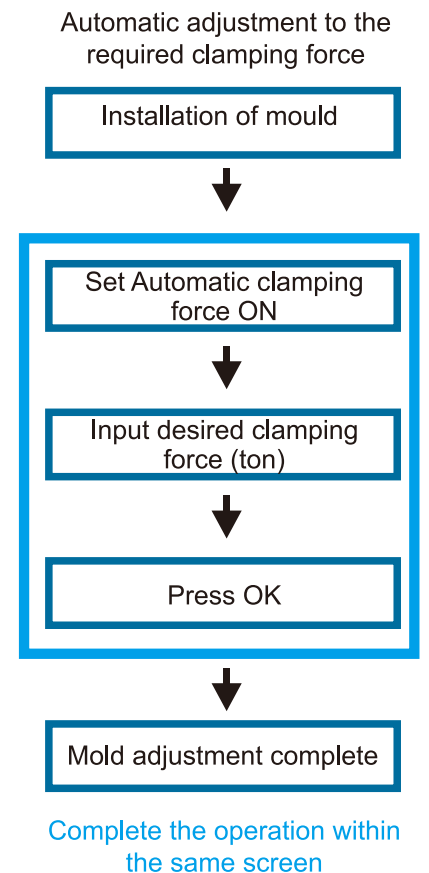 Automatic adjustment to the
required clamping force
Installation of mould
Set Automatic clamping
force ON
Input desired clamping
force (ton)
Press OK
Mold adjustment complete
Complete the operation within
the same screen